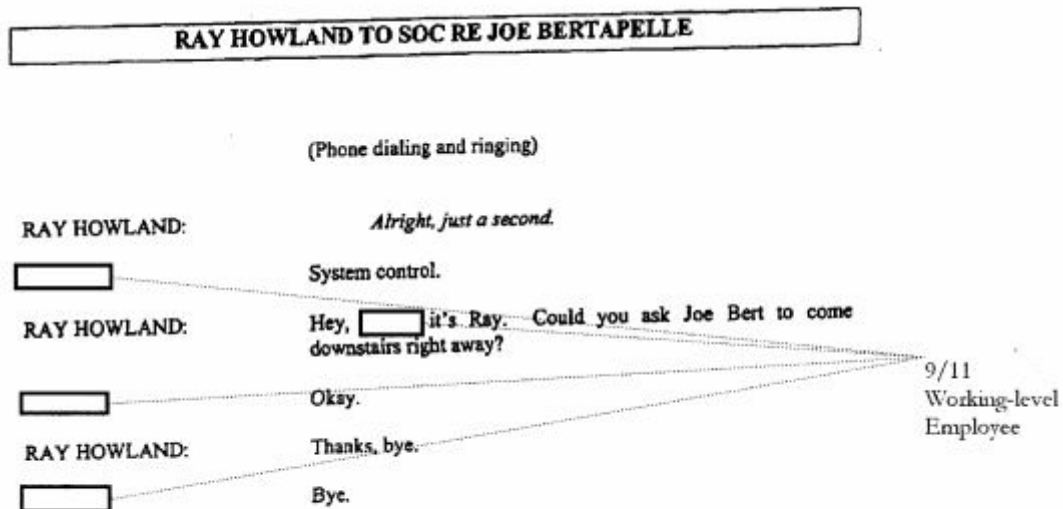 RAY HOWLAND TO SOC RE JOE BERTAPELLE
(Phone dialing and ringing)
RAY HOWLAND: Alright, just a second.
System control.
RAY HOWLAND: Hey, it's Ray. Could you ask Joe Bert to come
downstairs right away?
Okay.
RAY HOWLAND: Thanks, bye.
Bye.
9/11
Working-level
Employee